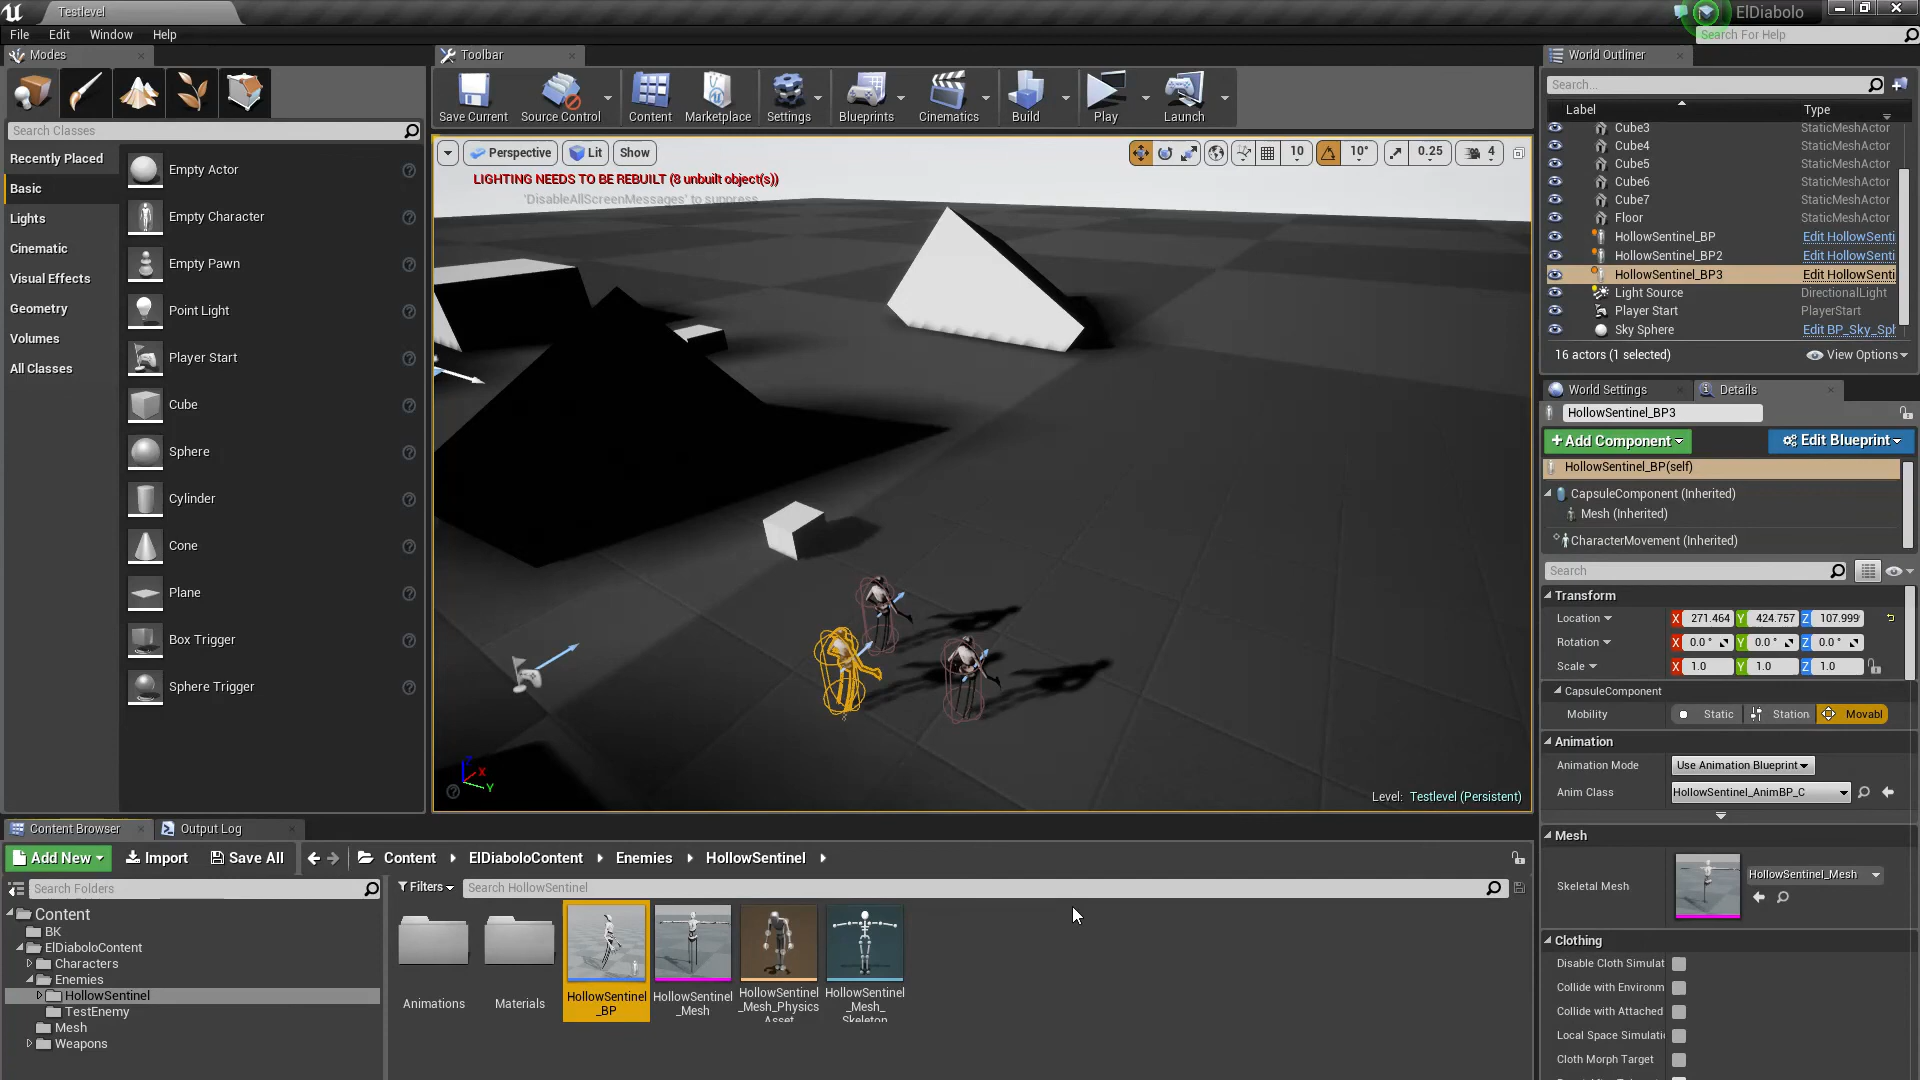 Testlevel
ElDiabolo
File Edit Window Help
Search For Help
Modes
Toolbar
World Outliner
Save Current
Source Control
Content
Marketplace
Settings
Blueprints
Cinematics
Build
Play
Launch
Search...
Label Type
Search Classes
Recently Placed
Basic
Lights
Cinematic
Visual Effects
Geometry
Volumes
All Classes
Empty Actor
Empty Character
Empty Pawn
Point Light
Player Start
Cube
Sphere
Cylinder
Cone
Plane
Box Trigger
Sphere Trigger
Perspective Lit Show
10 10° 0.25 4
LIGHTING NEEDS TO BE REBUILT (8 unbuilt object(s))
'DisableAllScreenMessages' to suppress
X
Y
Level: Testlevel (Persistent)
Cube3 StaticMeshActor
Cube4 StaticMeshActor
Cube5 StaticMeshActor
Cube6 StaticMeshActor
Cube7 StaticMeshActor
Floor StaticMeshActor
HollowSentinel_BP Edit HollowSenti
HollowSentinel_BP2 Edit HollowSenti
HollowSentinel_BP3 Edit HollowSenti
Light Source DirectionalLight
Player Start PlayerStart
Sky Sphere Edit BP_Sky_Sph
16 actors (1 selected) View Options
World Settings Details
HollowSentinel_BP3
+Add Component Edit Blueprint
HollowSentinel_BP(self)
CapsuleComponent (Inherited)
Mesh (Inherited)
CharacterMovement (Inherited)
Search
Transform
Location X 271.464 Y 424.757 Z 107.999
Rotation X 0.0 ° Y 0.0 ° Z 0.0 °
Scale X 1.0 Y 1.0 Z 1.0
CapsuleComponent
Mobility Static Station Movabl
Animation
Animation Mode Use Animation Blueprint
Anim Class HollowSentinel_AnimBP_C
Mesh
Skeletal Mesh HollowSentinel_Mesh
Clothing
Disable Cloth Simulat
Collide with Environm
Collide with Attached
Local Space Simulati
Cloth Morph Target
Content Browser Output Log
Add New Import Save All Content ElDiaboloContent Enemies HollowSentinel
Search Folders
Filters Search HollowSentinel
Content
BK
ElDiaboloContent
Characters
Enemies
HollowSentinel
TestEnemy
Mesh
Weapons
Animations
Materials
HollowSentinel
_BP
HollowSentinel
_Mesh
HollowSentinel
_Mesh_Physics
Asset
HollowSentinel
_Mesh_
Skeleton